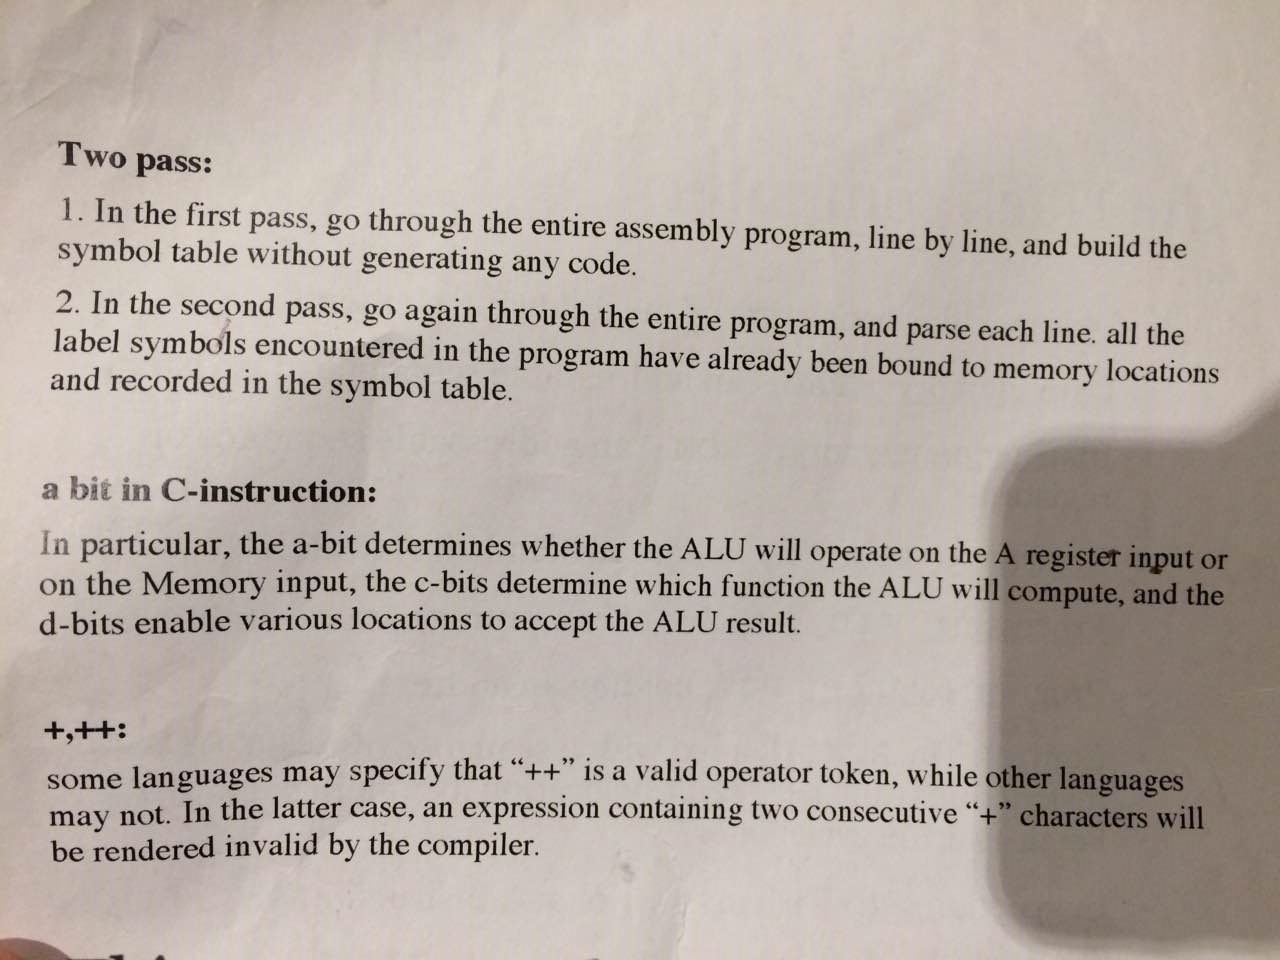 Two pass:
1. In the first pass, go through the entire assembly program, line by line, and build the
symbol table without generating any code.
2. In the second pass, go again through the entire program, and parse each line. all the
label symbols encountered in the program have already been bound to memory locations
and recorded in the symbol table.
a bit in C-instruction:
In particular, the a-bit determines whether the ALU will operate on the A register input or
on the Memory input, the c-bits determine which function the ALU will compute, and the
d-bits enable various locations to accept the ALU result.
+,++:
some languages may specify that “++” is a valid operator token, while other languages
may not. In the latter case, an expression containing two consecutive “+” characters will
be rendered invalid by the compiler.